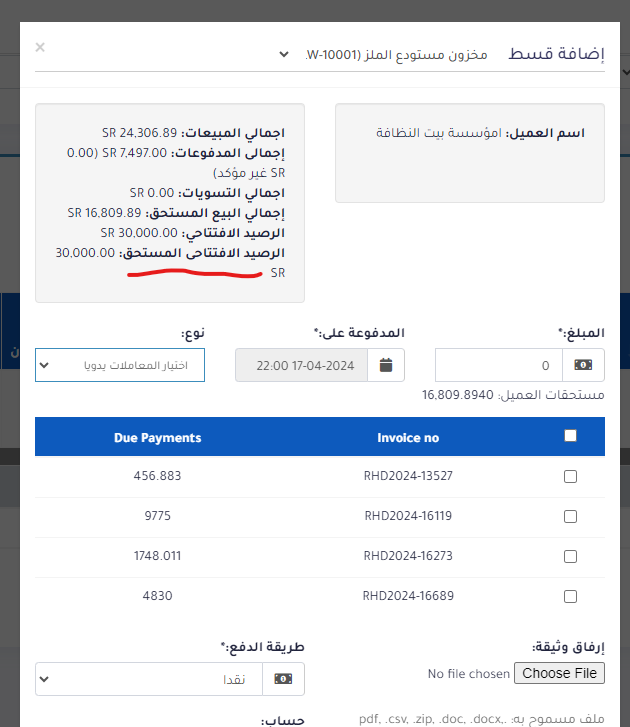 إضافة قسط
مخزون مستودع الملز (W-10001.
×
اسم العميل: امؤسسة بيت النظافة
اجمالي المبيعات: SR 24,306.89
إجمالى المدفوعات: SR 7,497.00 (0.00
SR غير مؤكد)
اجمالي التسويات: SR 0.00
إجمالي البيع المستحق: SR 16,809.89
الرصيد الافتتاحي: SR 30,000.00
الرصيد الافتتاحى المستحق: 30,000.00
SR
المبلغ:*
0
مستحقات العميل: 16,809.8940
المدفوعة على:*
22:00 17-04-2024
نوع:
اختيار المعاملات يدويا
Invoice no
Due Payments
RHD2024-13527
456.883
RHD2024-16119
9775
RHD2024-16273
1748.011
RHD2024-16689
4830
إرفاق وثيقة:
Choose File No file chosen
ملف مسموح به: .pdf, .csv, .zip, .doc, .docx,
طريقة الدفع:*
نقدا
حساب: